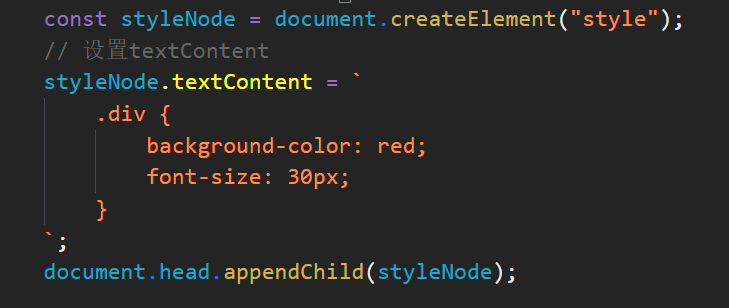 const styleNode = document.createElement("style");
// 设置textContent
styleNode.textContent = `
.div {
background-color: red;
font-size: 30px;
}
`;
document.head.appendChild(styleNode);